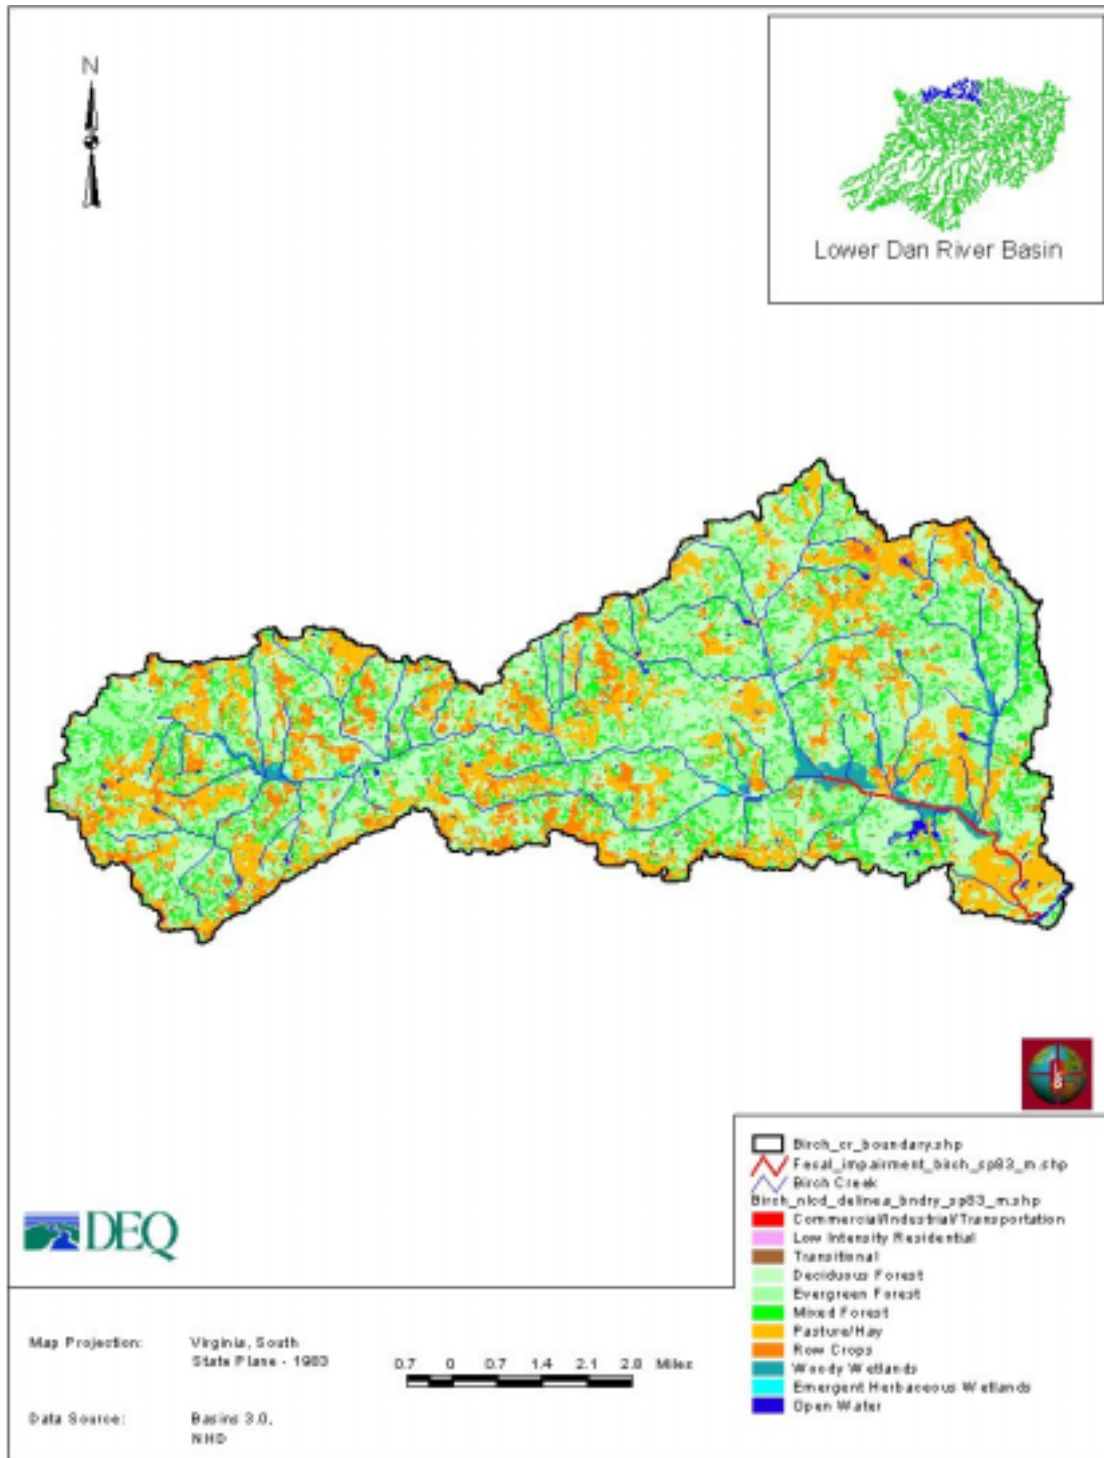 N
Lower Dan River Basin
Birch_cr_boundary.shp
Fecal_impairment_birch_sp83_m.shp
Birch Creek
Birch_nlcd_delinea_bndry_sp83_m.shp
Commercial/Industrial/Transportation
Low Intensity Residential
Transitional
Deciduous Forest
Evergreen Forest
Mixed Forest
Pasture/Hay
Row Crops
Woody Wetlands
Emergent Herbaceous Wetlands
Open Water
DEQ
Map Projection: Virginia, South
State Plane - 1983
0.7 0 0.7 1.4 2.1 2.8 Miles
Data Source: Basins 3.0,
NHD